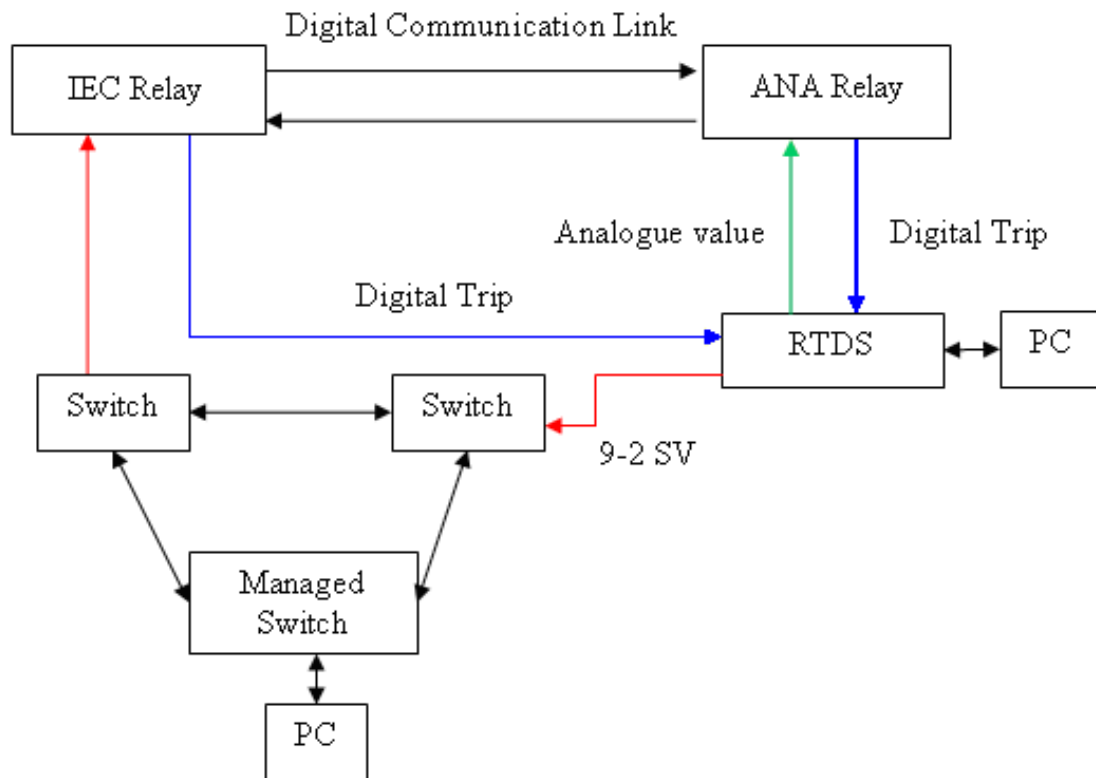 Digital Communication Link
IEC Relay
ANA Relay
Analogue value
Digital Trip
Digital Trip
RTDS
PC
Switch
Switch
9-2 SV
Managed
Switch
PC